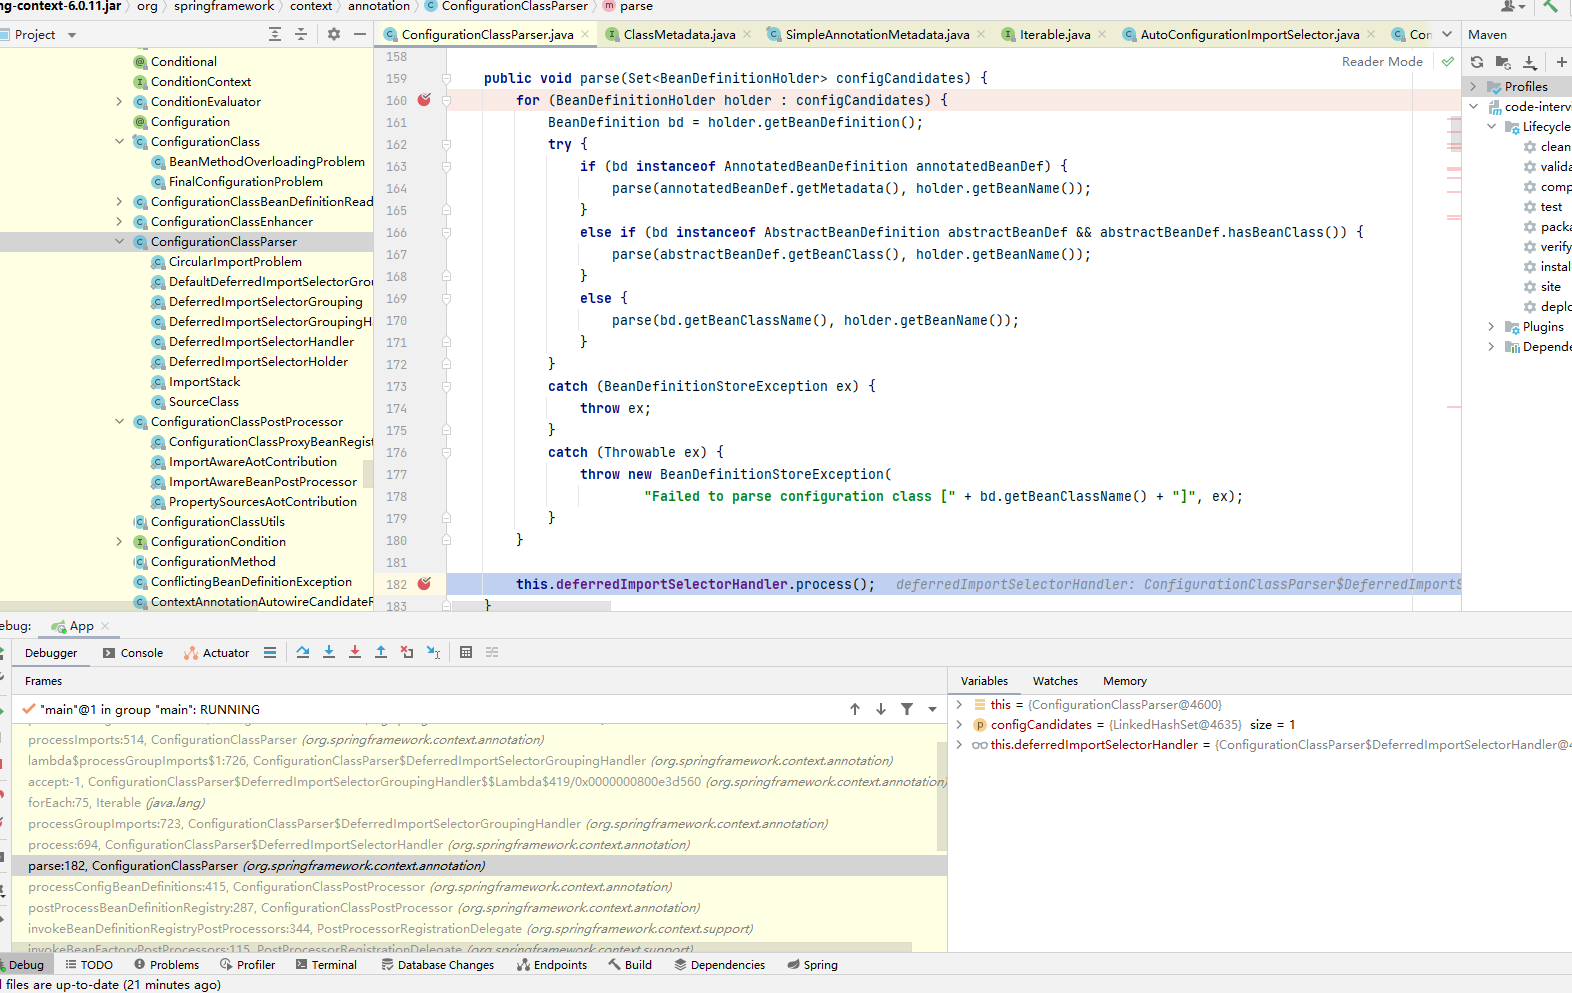 ng-context-6.0.11.jar org springframework context annotation ConfigurationClassParser parse
Project
ConfigurationClassParser.java ClassMetadata.java SimpleAnnotationMetadata.java Iterable.java AutoConfigurationImportSelector.java Con
Maven
Reader Mode
Conditional
ConditionContext
ConditionEvaluator
Configuration
ConfigurationClass
BeanMethodOverloadingProblem
FinalConfigurationProblem
ConfigurationClassBeanDefinitionRead
ConfigurationClassEnhancer
ConfigurationClassParser
CircularImportProblem
DefaultDeferredImportSelectorGrou
DeferredImportSelectorGrouping
DeferredImportSelectorGroupingH
DeferredImportSelectorHandler
DeferredImportSelectorHolder
ImportStack
SourceClass
ConfigurationClassPostProcessor
ConfigurationClassProxyBeanRegist
ImportAwareAotContribution
ImportAwareBeanPostProcessor
PropertySourcesAotContribution
ConfigurationClassUtils
ConfigurationCondition
ConfigurationMethod
ConflictingBeanDefinitionException
ContextAnnotationAutowireCandidateR
158
159 public void parse(Set<BeanDefinitionHolder> configCandidates) {
160 for (BeanDefinitionHolder holder : configCandidates) {
161 BeanDefinition bd = holder.getBeanDefinition();
162 try {
163 if (bd instanceof AnnotatedBeanDefinition annotatedBeanDef) {
164 parse(annotatedBeanDef.getMetadata(), holder.getBeanName());
165 }
166 else if (bd instanceof AbstractBeanDefinition abstractBeanDef && abstractBeanDef.hasBeanClass()) {
167 parse(abstractBeanDef.getBeanClass(), holder.getBeanName());
168 }
169 else {
170 parse(bd.getBeanClassName(), holder.getBeanName());
171 }
172 }
173 catch (BeanDefinitionStoreException ex) {
174 throw ex;
175 }
176 catch (Throwable ex) {
177 throw new BeanDefinitionStoreException(
178 "Failed to parse configuration class [" + bd.getBeanClassName() + "]", ex);
179 }
180 }
181
182 this.deferredImportSelectorHandler.process(); deferredImportSelectorHandler: ConfigurationClassParser$DeferredImportS
183 }
Profiles
code-intervi
Lifecycle
clean
valida
comp
test
packa
verify
instal
site
deplo
Plugins
Depende
ebug: App
Debugger Console Actuator
Frames
"main"@1 in group "main": RUNNING
processImports:514, ConfigurationClassParser (org.springframework.context.annotation)
lambda$processGroupImports$1:726, ConfigurationClassParser$DeferredImportSelectorGroupingHandler (org.springframework.context.annotation)
accept:-1, ConfigurationClassParser$DeferredImportSelectorGroupingHandler$$Lambda$419/0x0000000800e3d560 (org.springframework.context.annotation)
forEach:75, Iterable (java.lang)
processGroupImports:723, ConfigurationClassParser$DeferredImportSelectorGroupingHandler (org.springframework.context.annotation)
process:694, ConfigurationClassParser$DeferredImportSelectorHandler (org.springframework.context.annotation)
parse:182, ConfigurationClassParser (org.springframework.context.annotation)
processConfigBeanDefinitions:415, ConfigurationClassPostProcessor (org.springframework.context.annotation)
postProcessBeanDefinitionRegistry:287, ConfigurationClassPostProcessor (org.springframework.context.annotation)
invokeBeanDefinitionRegistryPostProcessors:344, PostProcessorRegistrationDelegate (org.springframework.context.support)
invokeBeanFactoryPostProcessors:115, PostProcessorRegistrationDelegate (org.springframework.context.support)
Variables Watches Memory
this = {ConfigurationClassParser@4600}
configCandidates = {LinkedHashSet@4635} size = 1
this.deferredImportSelectorHandler = {ConfigurationClassParser$DeferredImportSelectorHandler@4
Debug TODO Problems Profiler Terminal Database Changes Endpoints Build Dependencies Spring
files are up-to-date (21 minutes ago)